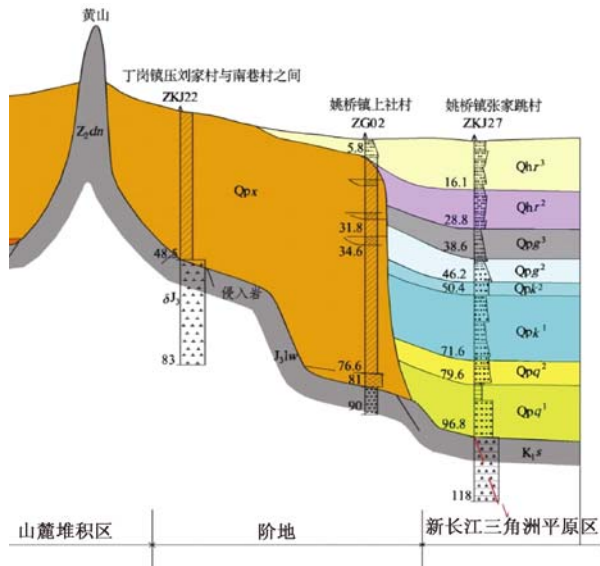 黄山
丁岗镇压刘家村与南巷村之间
ZKJ22
姚桥镇上社村
ZG02
姚桥镇张家跳村
ZKJ27
Z₂dn
5.8
Qhr³
16.1
Qpx
Qhr²
31.8
28.8
34.6
38.6
Qpg³
48.5
46.2
Qpg²
50.4
Qpk⁻²
侵入岩
δJ₃
Qpk¹
J₃lw
71.6
76.6
79.6
Qpq²
83
81
90
Qpq¹
96.8
K₁s
118
山麓堆积区
阶地
新长江三角洲平原区